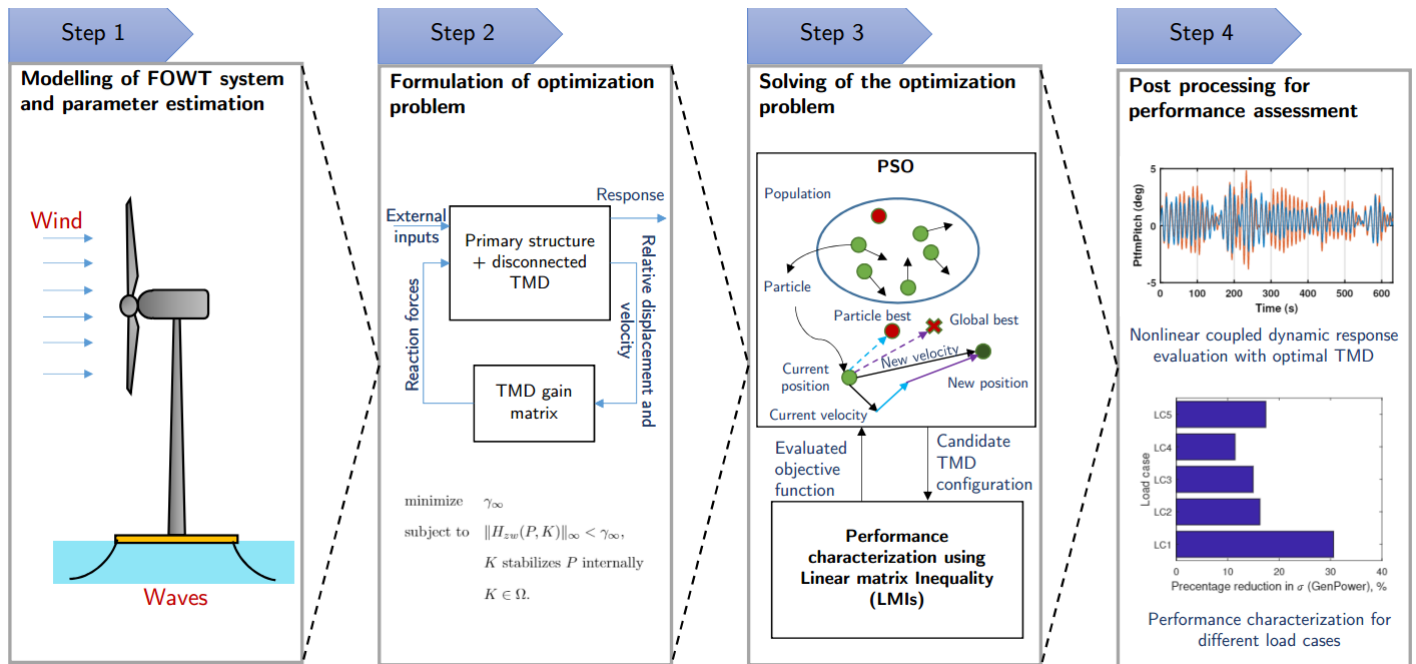 Step 1
Modelling of FOWT system
and parameter estimation
Wind
Waves
Step 2
Formulation of optimization
problem
Response
External
inputs
Primary structure
+ disconnected
TMD
Reaction forces
Relative displacement and
velocity
TMD gain
matrix
minimize γ∞
subject to ‖Hzw(P, K)‖∞ < γ∞,
K stabilizes P internally
K ∈ Ω.
Step 3
Solving of the optimization
problem
PSO
Population
Particle
Particle best
Global best
New velocity
Current
position
New position
Current velocity
Evaluated
objective
function
Candidate
TMD
configuration
Performance
characterization using
Linear matrix Inequality
(LMIs)
Step 4
Post processing for
performance assessment
PtfmPitch (deg)
5
0
-5
0 100 200 300 400 500 600
Time (s)
Nonlinear coupled dynamic response
evaluation with optimal TMD
Load case
LC5
LC4
LC3
LC2
LC1
0 10 20 30 40
Precentage reduction in σ (GenPower), %
Performance characterization for
different load cases